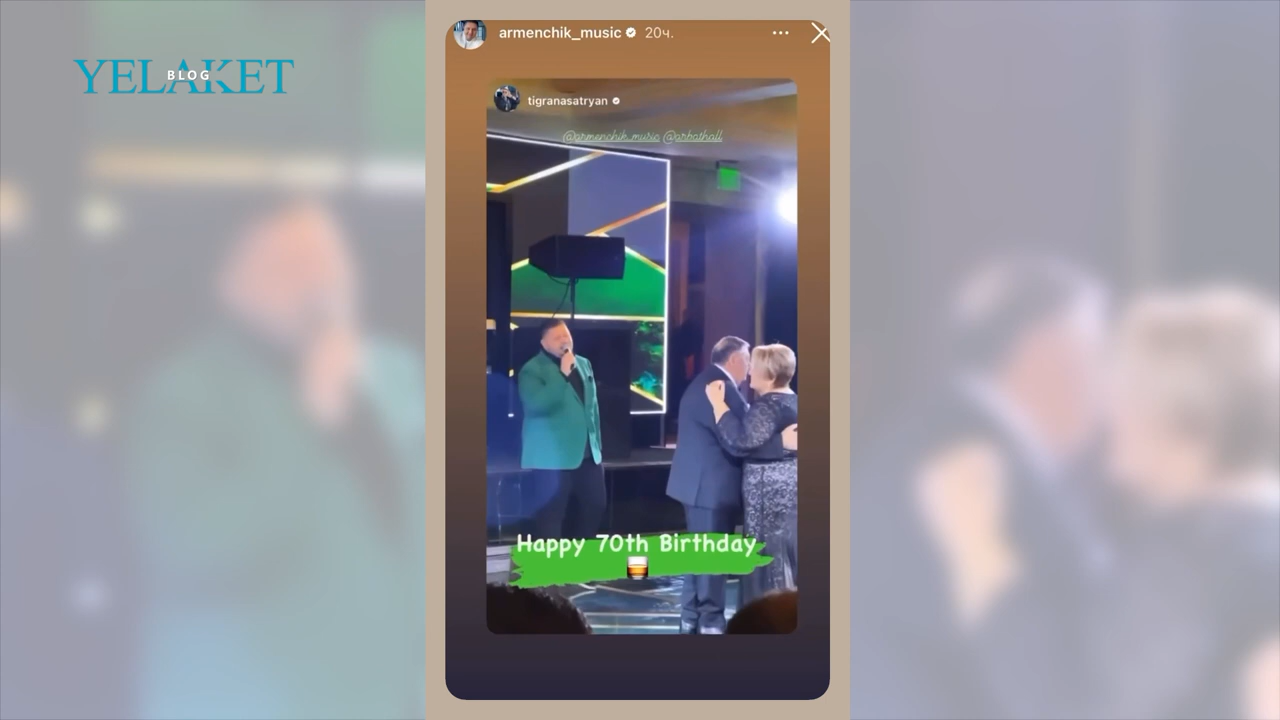 YELAKET
BLOG
armenchik_music 20ч.
tigranasatryan
@armenchik_music @arbathall
Happy 70th Birthday